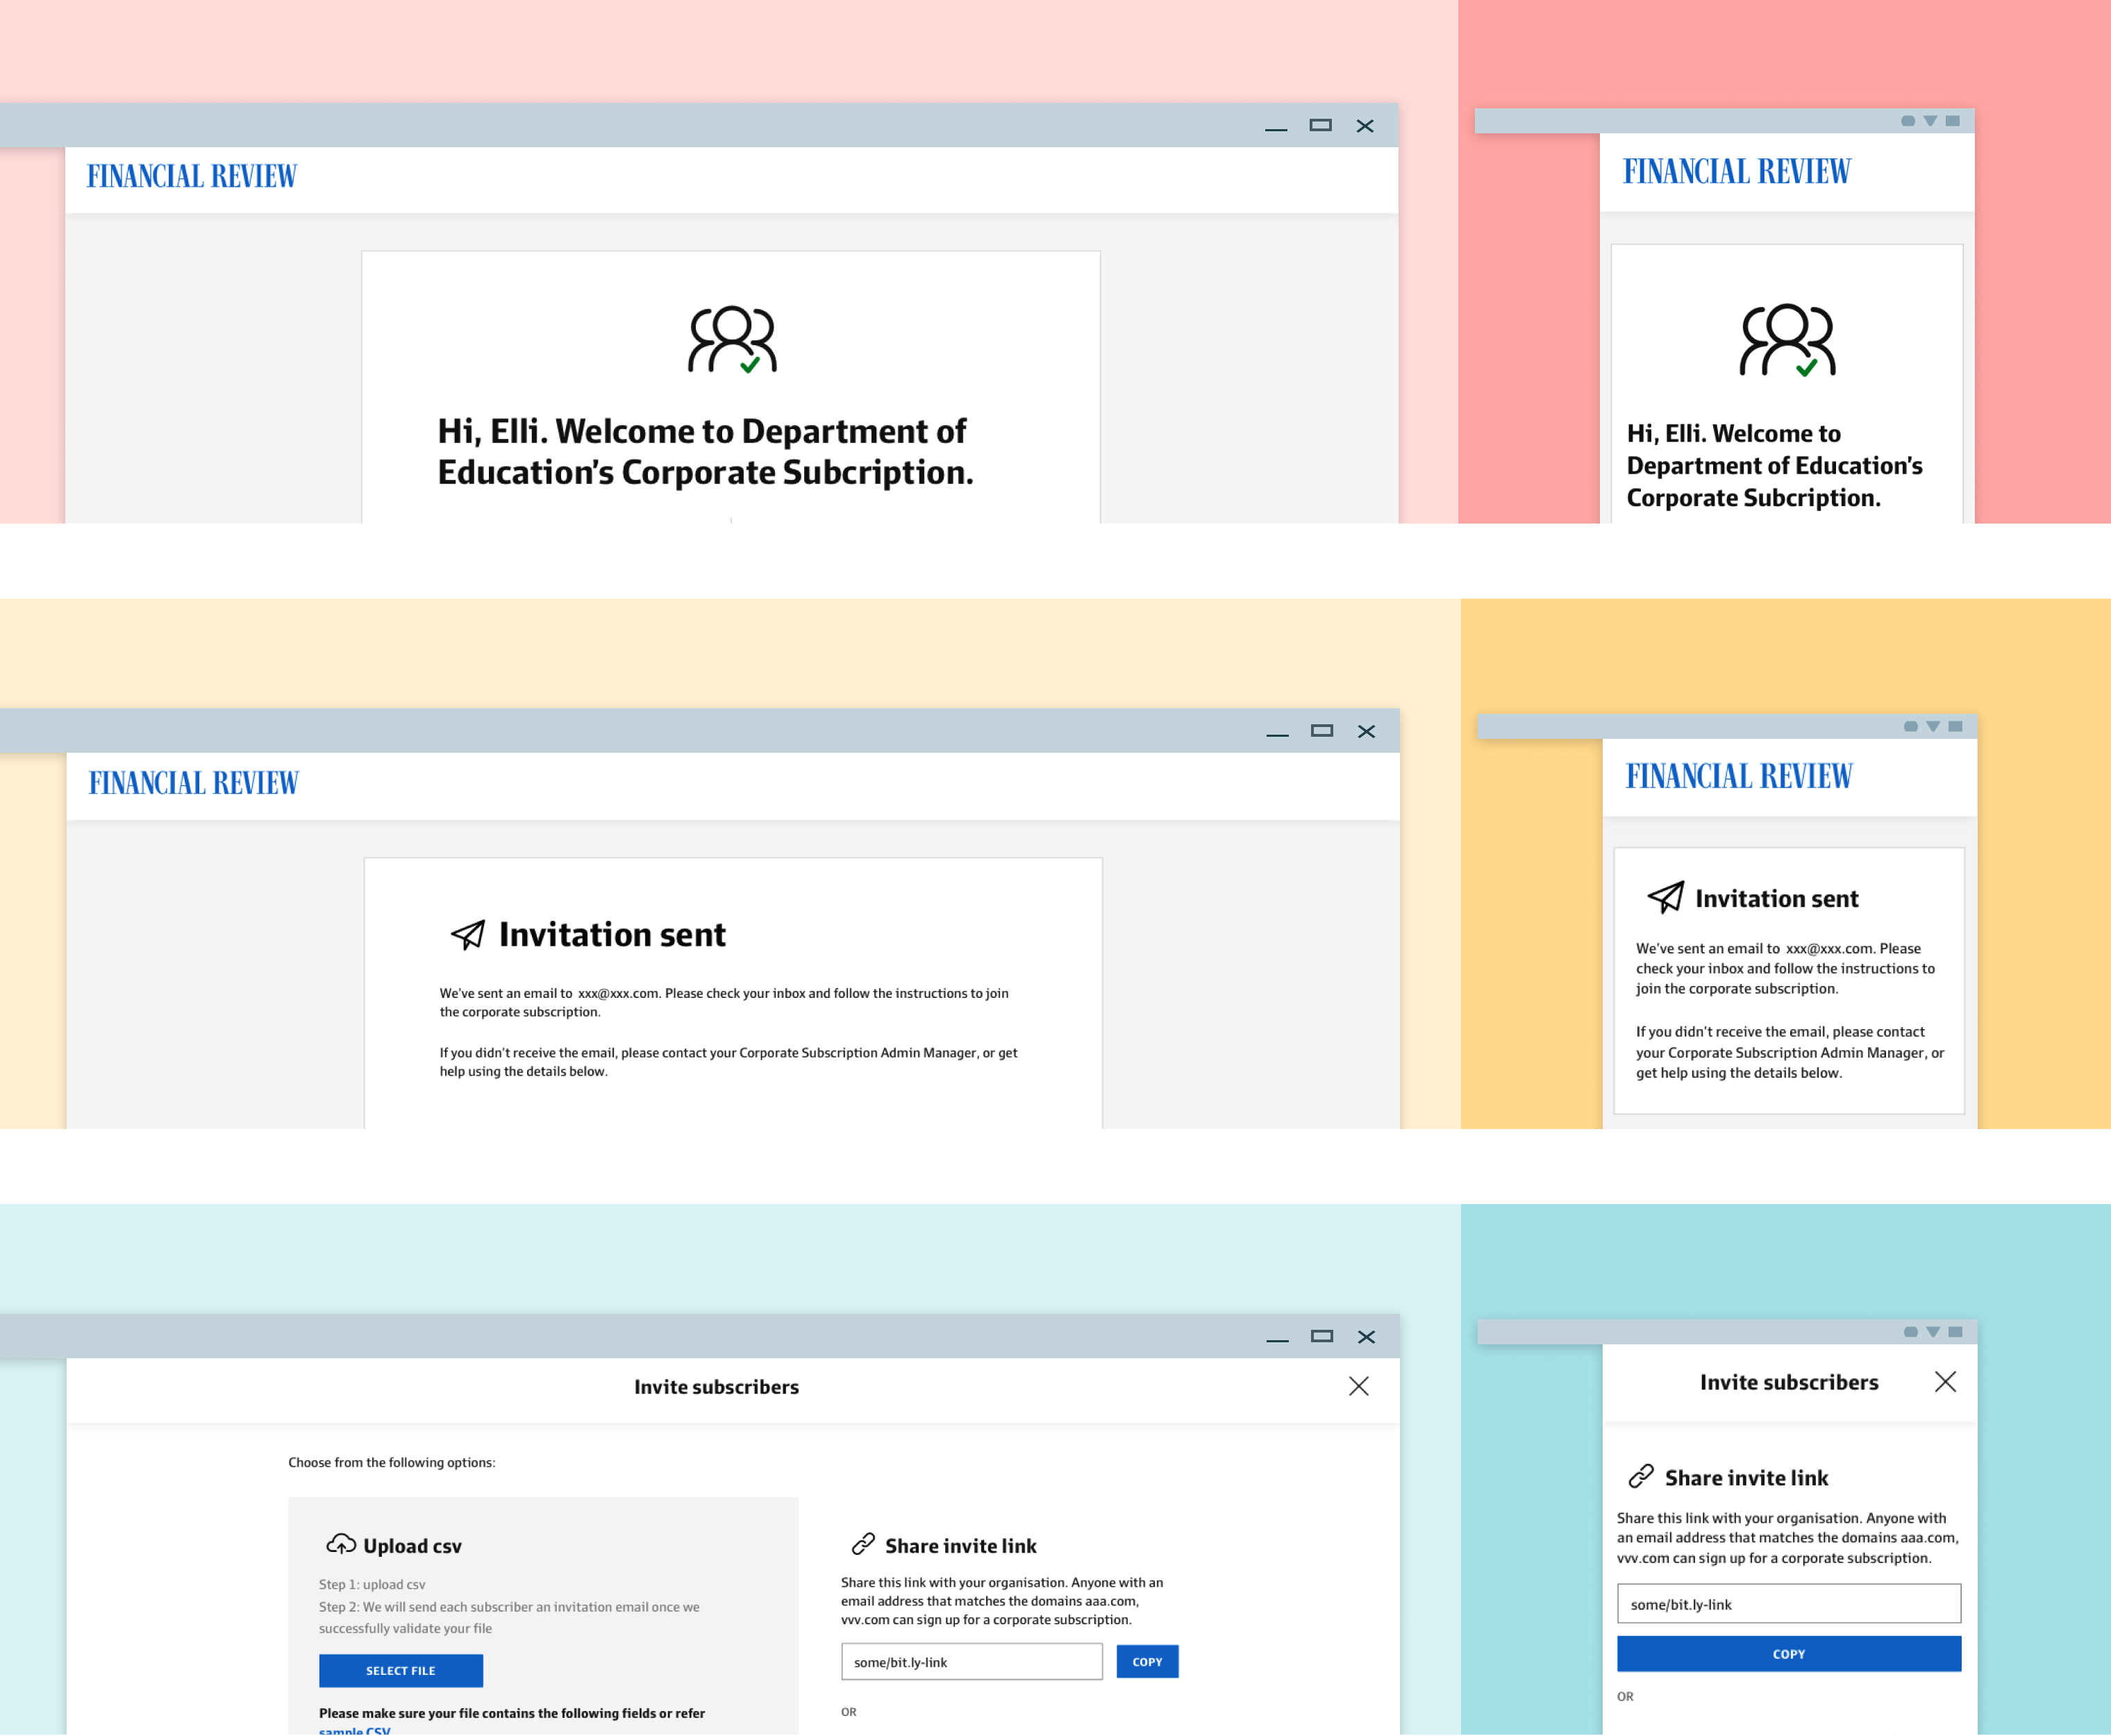 FINANCIAL REVIEW
Hi, Elli. Welcome to Department of
Education's Corporate Subcription.
FINANCIAL REVIEW
Hi, Elli. Welcome to
Department of Education's
Corporate Subcription.
FINANCIAL REVIEW
Invitation sent
We've sent an email to xxx@xxx.com. Please check your inbox and follow the instructions to join
the corporate subscription.
If you didn't receive the email, please contact your Corporate Subscription Admin Manager, or get
help using the details below.
FINANCIAL REVIEW
Invitation sent
We've sent an email to xxx@xxx.com. Please
check your inbox and follow the instructions to
join the corporate subscription.
If you didn't receive the email, please contact
your Corporate Subscription Admin Manager, or
get help using the details below.
Invite subscribers
Choose from the following options:
Upload csv
Step 1: upload csv
Step 2: We will send each subscriber an invitation email once we
successfully validate your file
SELECT FILE
Please make sure your file contains the following fields or refer
sample CSV
Share invite link
Share this link with your organisation. Anyone with an
email address that matches the domains aaa.com,
vvv.com can sign up for a corporate subscription.
some/bit.ly-link
COPY
OR
Invite subscribers
Share invite link
Share this link with your organisation. Anyone with
an email address that matches the domains aaa.com,
vvv.com can sign up for a corporate subscription.
some/bit.ly-link
COPY
OR